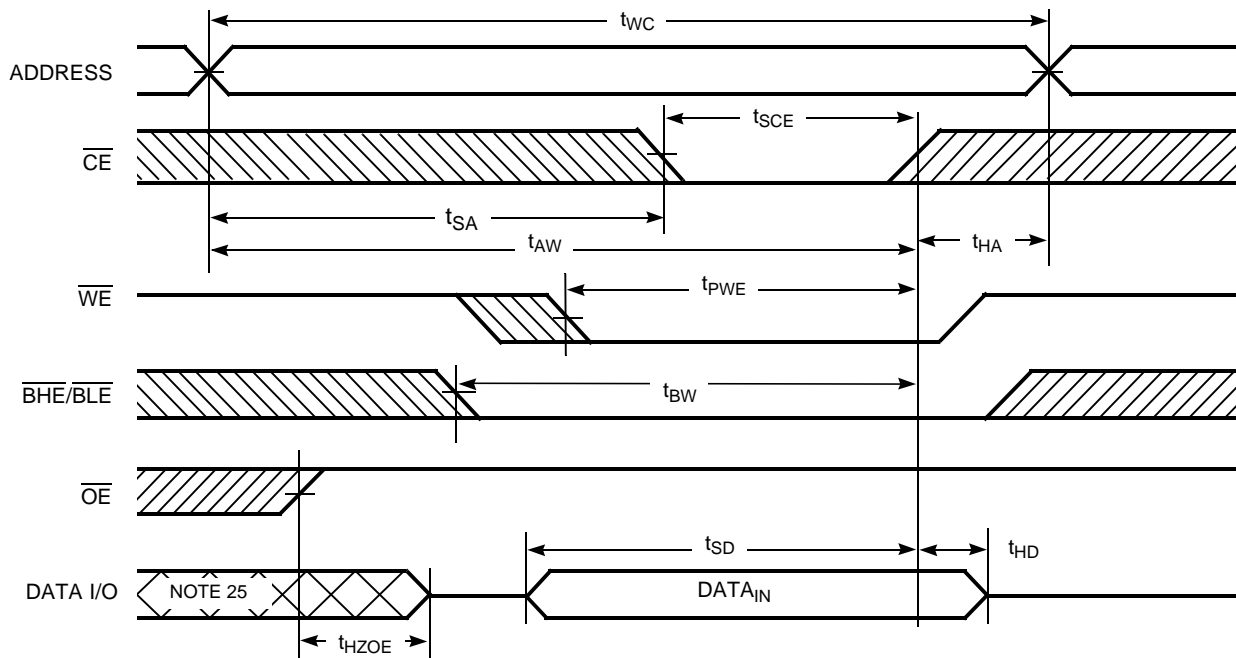 tWC
ADDRESS
tSCE
CE
tSA
tAW
tHA
WE
tPWE
BHE/BLE
tBW
OE
tSD
tHD
DATA I/O
NOTE 25
DATAIN
tHZOE